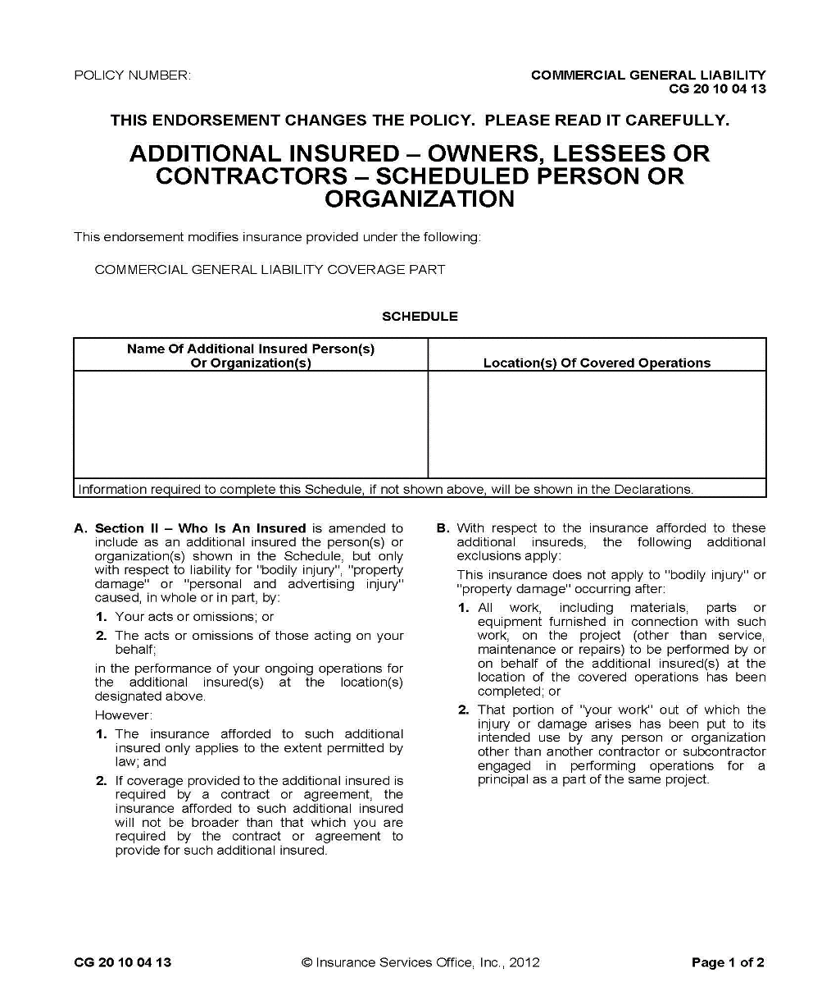 POLICY NUMBER:
COMMERCIAL GENERAL LIABILITY
CG 20 10 04 13
THIS ENDORSEMENT CHANGES THE POLICY.  PLEASE READ IT CAREFULLY.
ADDITIONAL INSURED – OWNERS, LESSEES OR
CONTRACTORS – SCHEDULED PERSON OR
ORGANIZATION
This endorsement modifies insurance provided under the following:
COMMERCIAL GENERAL LIABILITY COVERAGE PART
SCHEDULE
Name Of Additional Insured Person(s)
Or Organization(s)
Location(s) Of Covered Operations
Information required to complete this Schedule, if not shown above, will be shown in the Declarations.
A. Section II – Who Is An Insured is amended to
include as an additional insured the person(s) or
organization(s) shown in the Schedule, but only
with respect to liability for "bodily injury", "property
damage" or "personal and advertising injury"
caused, in whole or in part, by:
1. Your acts or omissions; or
2. The acts or omissions of those acting on your
behalf;
in the performance of your ongoing operations for
the additional insured(s) at the location(s)
designated above.
However:
1. The insurance afforded to such additional
insured only applies to the extent permitted by
law; and
2. If coverage provided to the additional insured is
required by a contract or agreement, the
insurance afforded to such additional insured
will not be broader than that which you are
required by the contract or agreement to
provide for such additional insured.
B. With respect to the insurance afforded to these
additional insureds, the following additional
exclusions apply:
This insurance does not apply to "bodily injury" or
"property damage" occurring after:
1. All work, including materials, parts or
equipment furnished in connection with such
work, on the project (other than service,
maintenance or repairs) to be performed by or
on behalf of the additional insured(s) at the
location of the covered operations has been
completed; or
2. That portion of "your work" out of which the
injury or damage arises has been put to its
intended use by any person or organization
other than another contractor or subcontractor
engaged in performing operations for a
principal as a part of the same project.
CG 20 10 04 13
© Insurance Services Office, Inc., 2012
Page 1 of 2